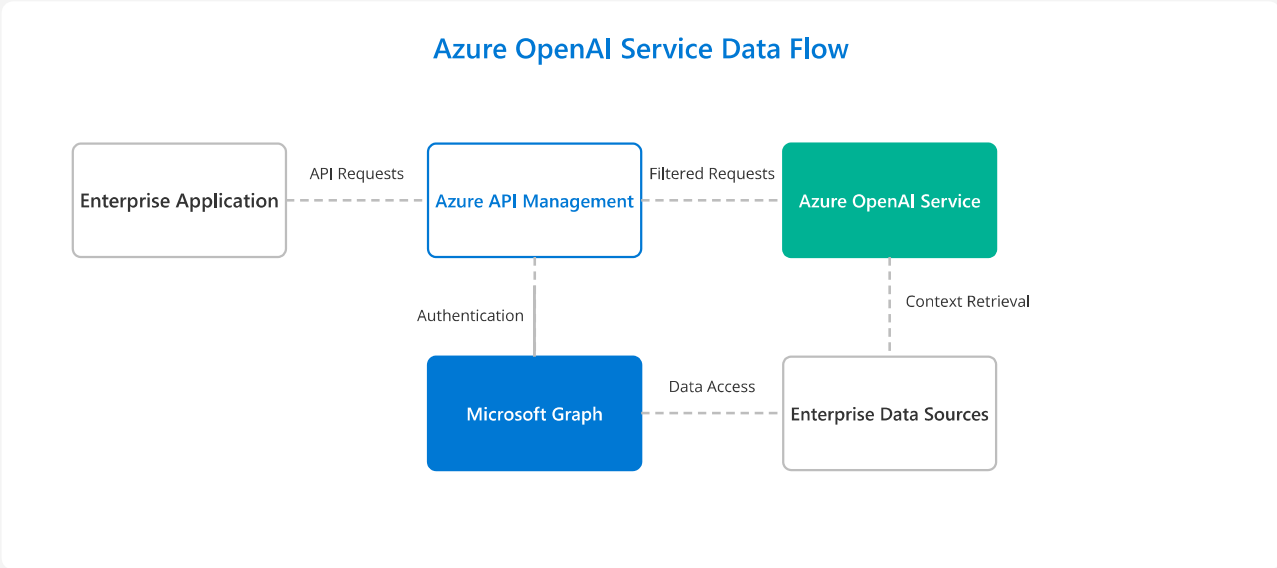 Azure OpenAI Service Data Flow
API Requests
Filtered Requests
Enterprise Application
Azure API Management
Azure OpenAI Service
Context Retrieval
Authentication
Data Access
Microsoft Graph
Enterprise Data Sources